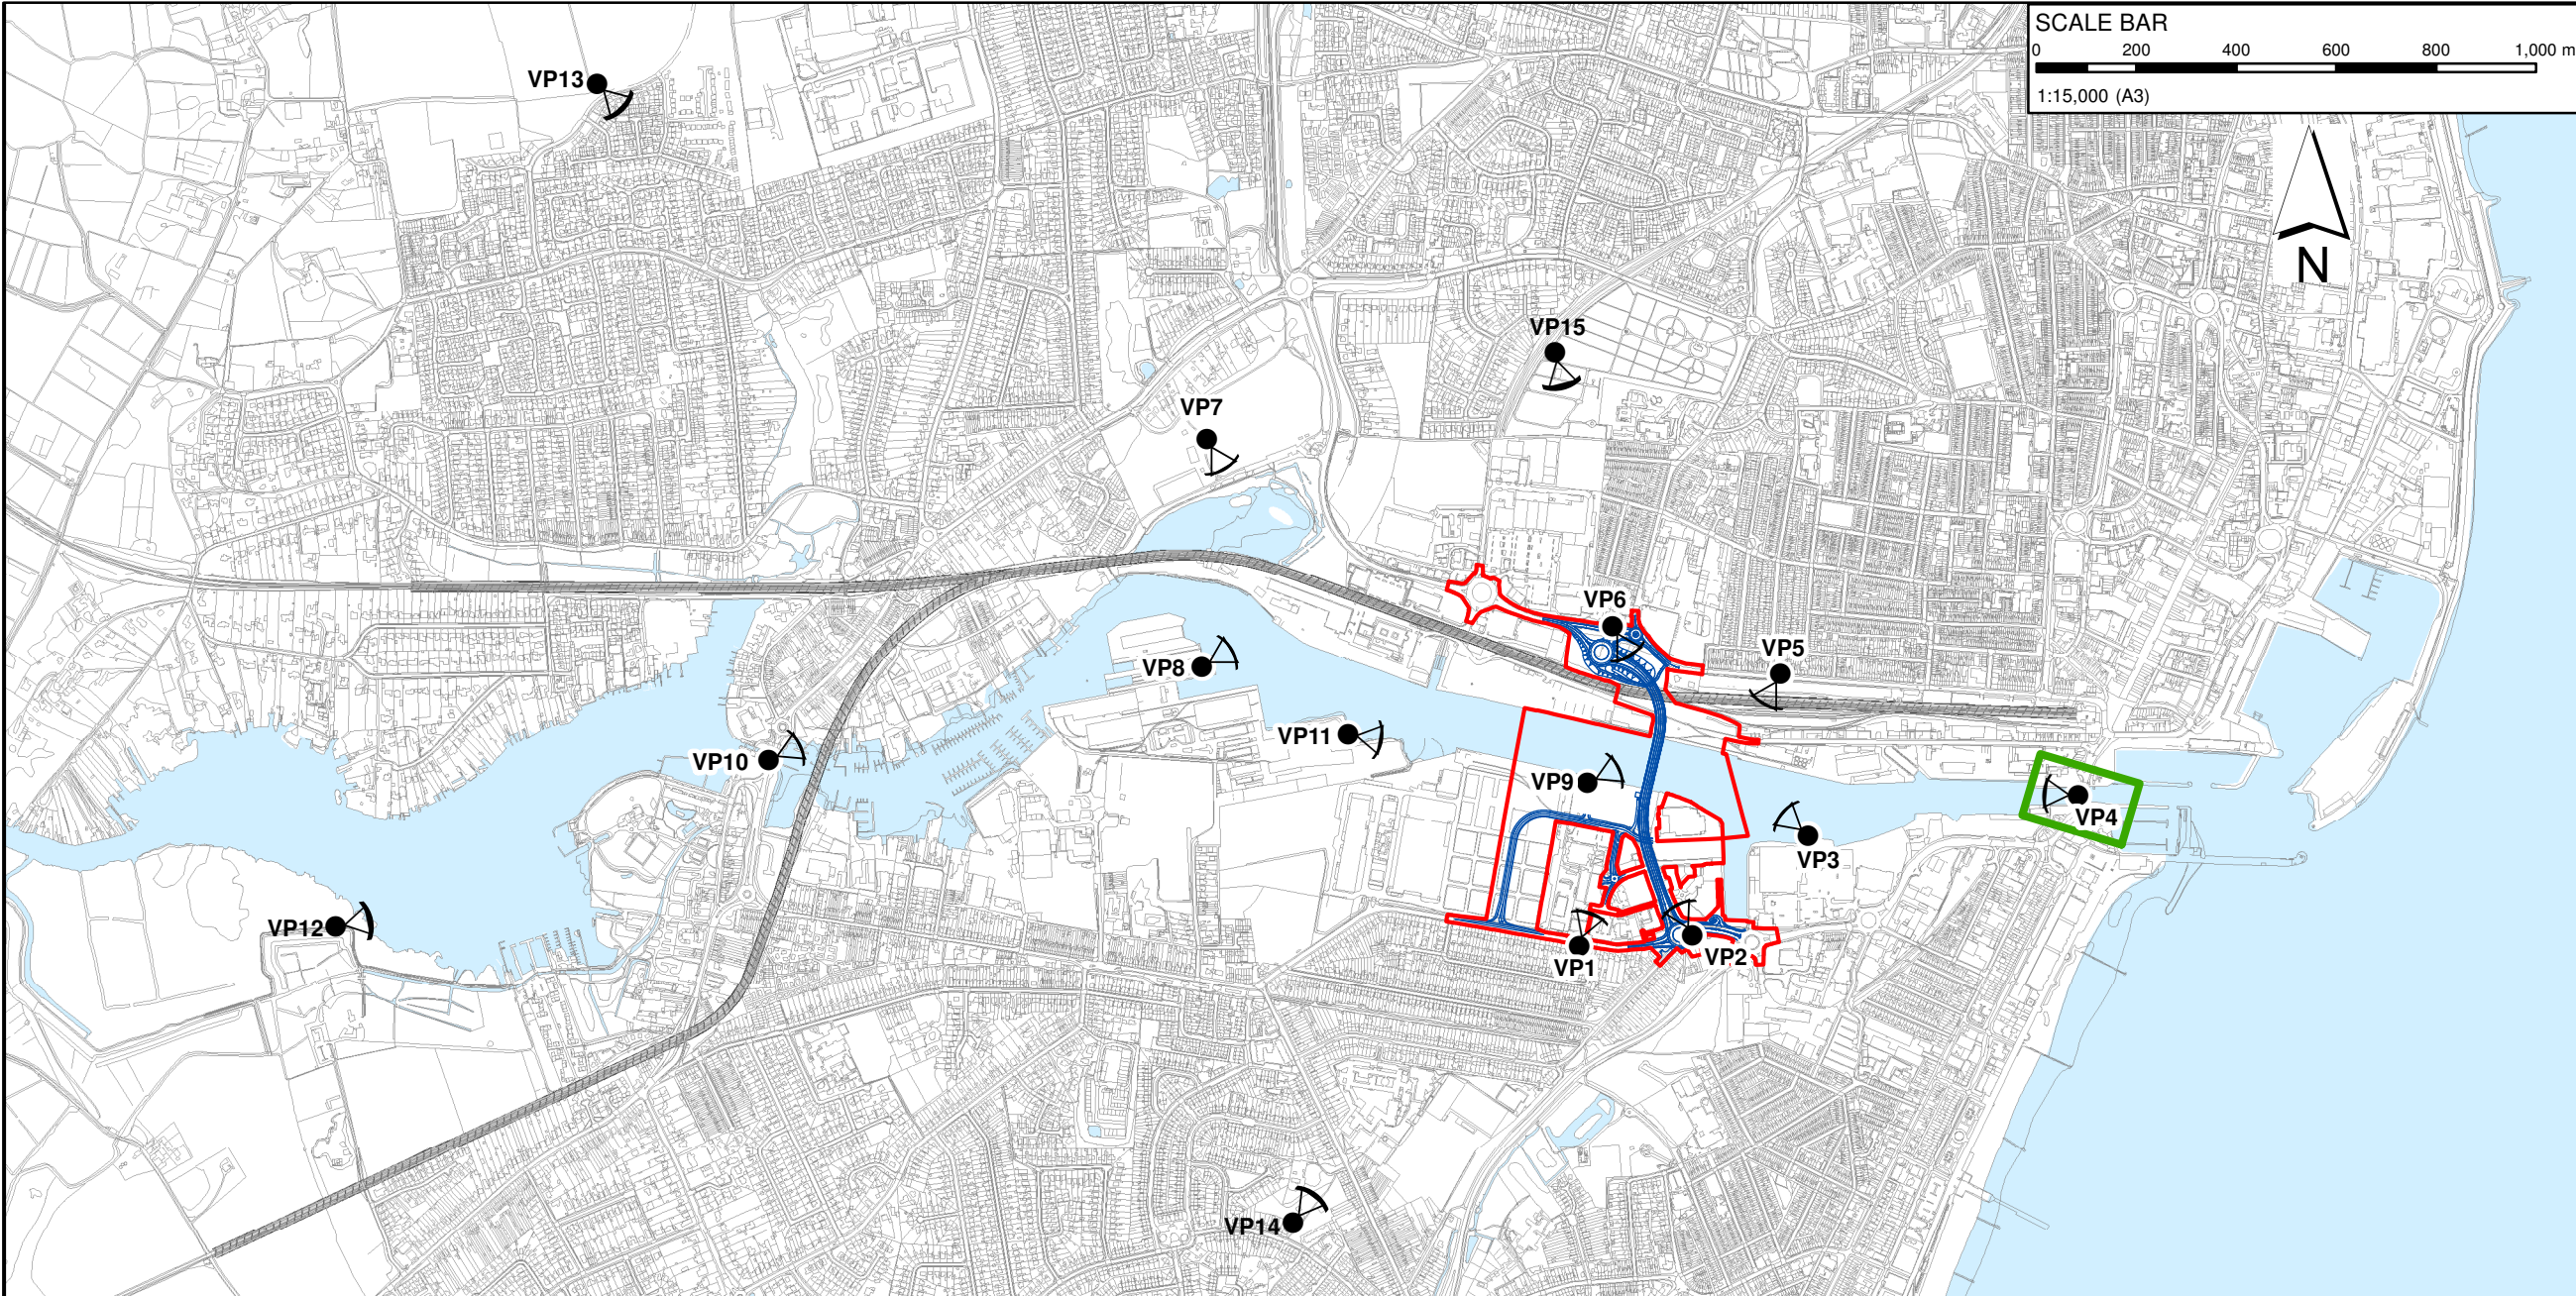 SCALE BAR
0 200 400 600 800 1,000 m
1:15,000 (A3)
N
VP13
VP15
VP7
VP6
VP5
VP8
VP11
VP10
VP9
VP4
VP3
VP12
VP1
VP2
VP14